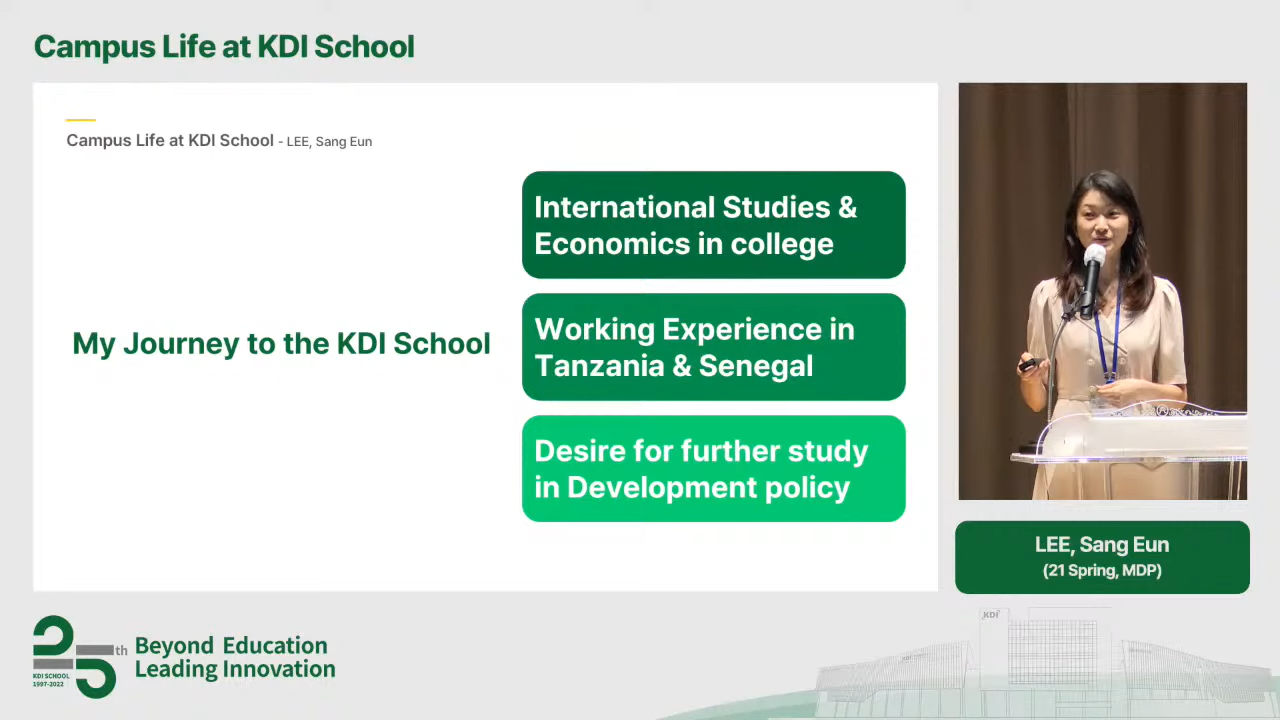 Campus Life at KDI School
Campus Life at KDI School - LEE, Sang Eun
International Studies &
Economics in college
My Journey to the KDI School
Working Experience in
Tanzania & Senegal
Desire for further study
in Development policy
LEE, Sang Eun
(21 Spring, MDP)
25th
KDI SCHOOL
1997-2022
Beyond Education
Leading Innovation
KDI